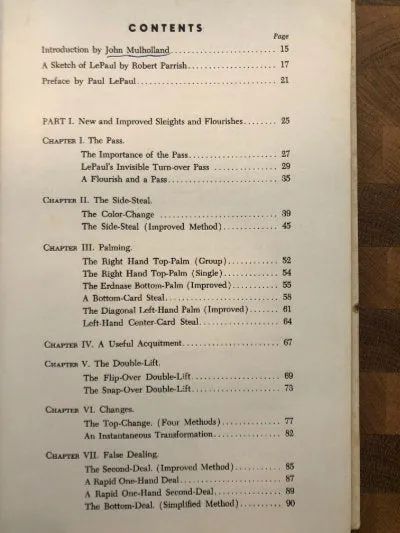 CONTENTS
Page
Introduction by John Mulholland 15
A Sketch of LePaul by Robert Parrish 17
Preface by Paul LePaul 21
PART I. New and Improved Sleights and Flourishes 25
CHAPTER I. The Pass.
The Importance of the Pass 27
LePaul's Invisible Turn-over Pass 29
A Flourish and a Pass 35
CHAPTER II. The Side-Steal.
The Color-Change 39
The Side-Steal (Improved Method) 45
CHAPTER III. Palming.
The Right Hand Top-Palm (Group) 52
The Right Hand Top-Palm (Single) 54
The Erdnase Bottom-Palm (Improved) 55
A Bottom-Card Steal 58
The Diagonal Left-Hand Palm (Improved) 61
Left-Hand Center-Card Steal 64
CHAPTER IV. A Useful Acquitment 67
CHAPTER V. The Double-Lift.
The Flip-Over Double-Lift 69
The Snap-Over Double-Lift 73
CHAPTER VI. Changes.
The Top-Change (Four Methods) 77
An Instantaneous Transformation 82
CHAPTER VII. False Dealing.
The Second-Deal (Improved Method) 85
A Rapid One-Hand Deal 87
A Rapid One-Hand Second-Deal 89
The Bottom-Deal (Simplified Method) 90